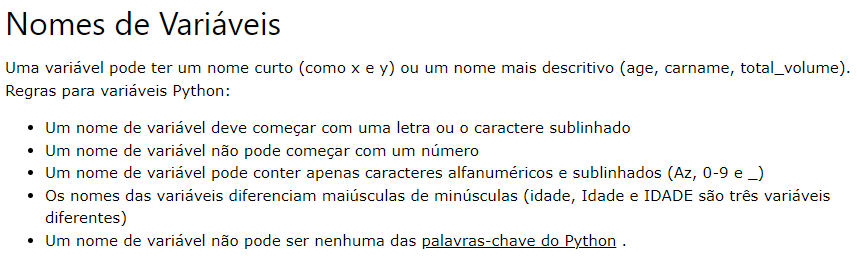 Nomes de Variáveis
Uma variável pode ter um nome curto (como x e y) ou um nome mais descritivo (age, carname, total_volume).
Regras para variáveis Python:
• Um nome de variável deve começar com uma letra ou o caractere sublinhado
• Um nome de variável não pode começar com um número
• Um nome de variável pode conter apenas caracteres alfanuméricos e sublinhados (Az, 0-9 e _)
• Os nomes das variáveis diferenciam maiúsculas de minúsculas (idade, Idade e IDADE são três variáveis
diferentes)
• Um nome de variável não pode ser nenhuma das palavras-chave do Python .